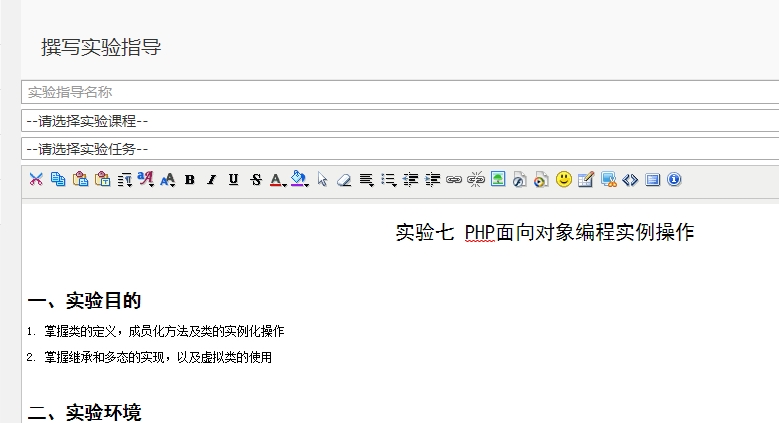 撰写实验指导
实验指导名称
--请选择实验课程--
--请选择实验任务--
实验七 PHP面向对象编程实例操作
一、实验目的
1. 掌握类的定义，成员化方法及类的实例化操作
2. 掌握继承和多态的实现，以及虚拟类的使用
二、实验环境